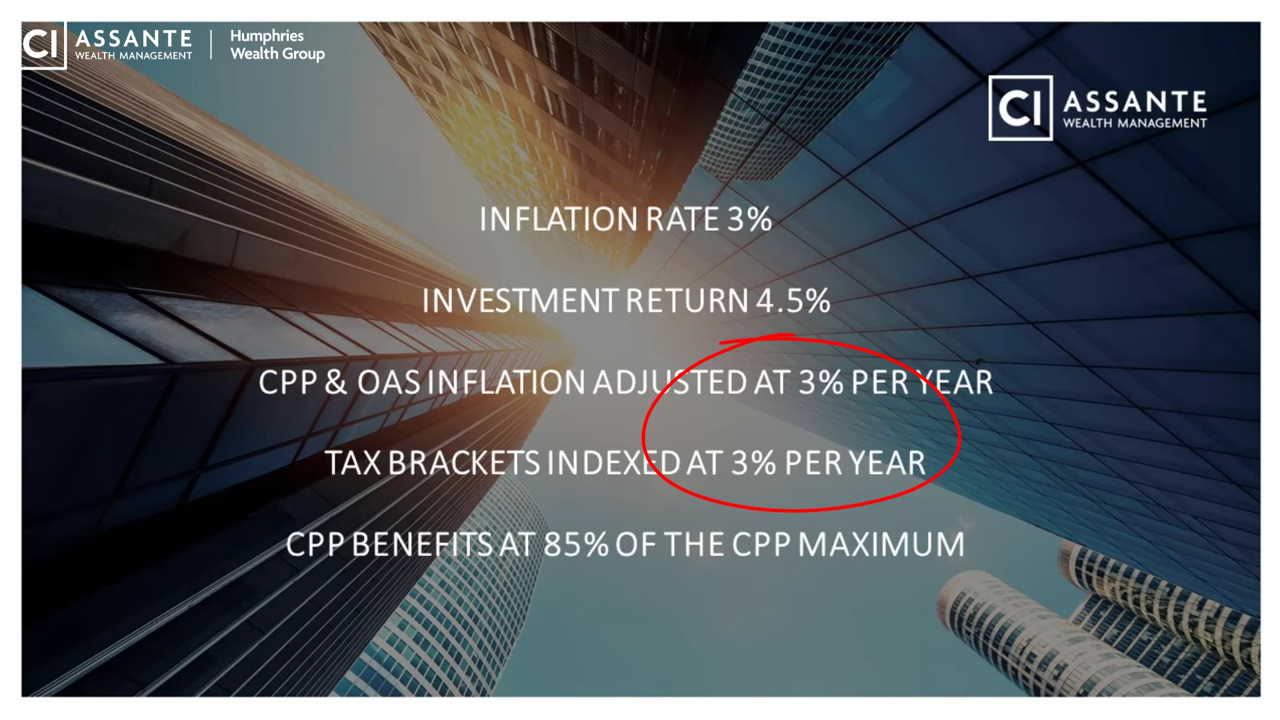 CI ASSANTE WEALTH MANAGEMENT
Humphries
Wealth Group
CI ASSANTE
WEALTH MANAGEMENT
INFLATION RATE 3%
INVESTMENT RETURN 4.5%
CPP & OAS INFLATION ADJUSTED AT 3% PER YEAR
TAX BRACKETS INDEXED AT 3% PER YEAR
CPP BENEFITS AT 85% OF THE CPP MAXIMUM